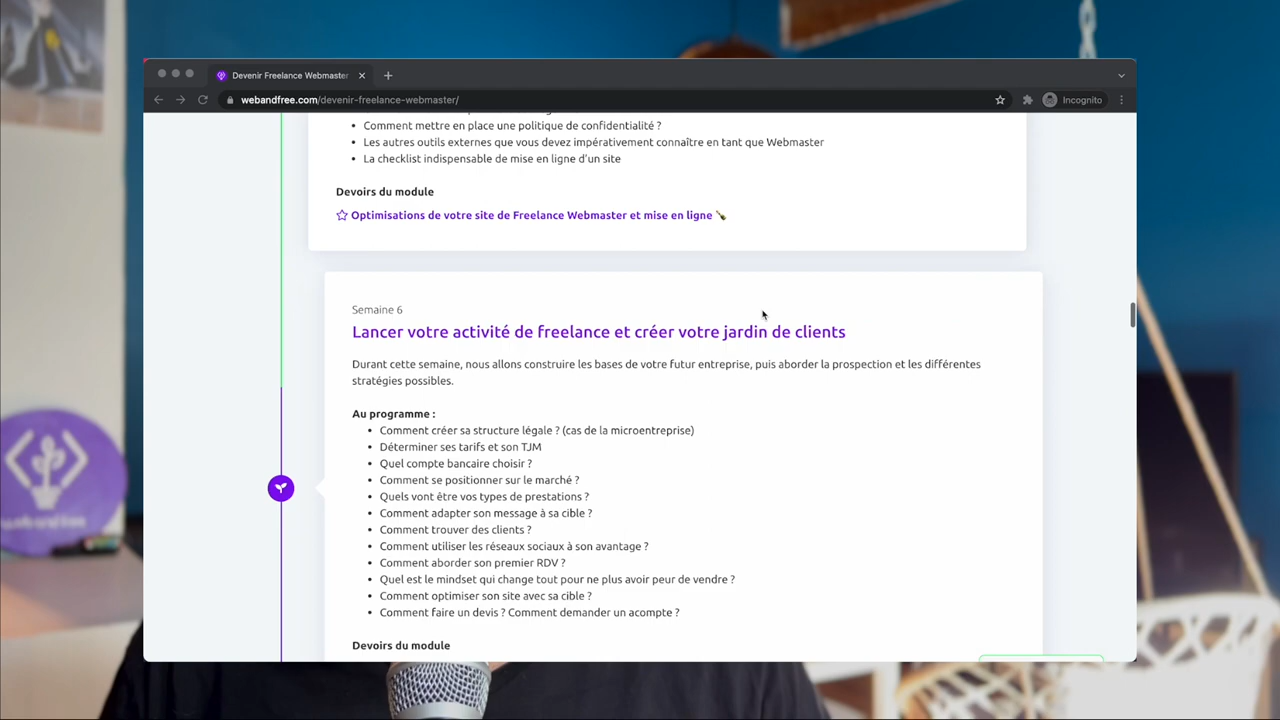 Devenir Freelance Webmaster
webandfree.com/devenir-freelance-webmaster/
Incognito
Comment mettre en place une politique de confidentialité ?
Les autres outils externes que vous devez impérativement connaître en tant que Webmaster
La checklist indispensable de mise en ligne d'un site
Devoirs du module
Optimisations de votre site de Freelance Webmaster et mise en ligne
Semaine 6
Lancer votre activité de freelance et créer votre jardin de clients
Durant cette semaine, nous allons construire les bases de votre futur entreprise, puis aborder la prospection et les différentes
stratégies possibles.
Au programme :
Comment créer sa structure légale ? (cas de la microentreprise)
Déterminer ses tarifs et son TJM
Quel compte bancaire choisir ?
Comment se positionner sur le marché ?
Quels vont être vos types de prestations ?
Comment adapter son message à sa cible ?
Comment trouver des clients ?
Comment utiliser les réseaux sociaux à son avantage ?
Comment aborder son premier RDV ?
Quel est le mindset qui change tout pour ne plus avoir peur de vendre ?
Comment optimiser son site avec sa cible ?
Comment faire un devis ? Comment demander un acompte ?
Devoirs du module